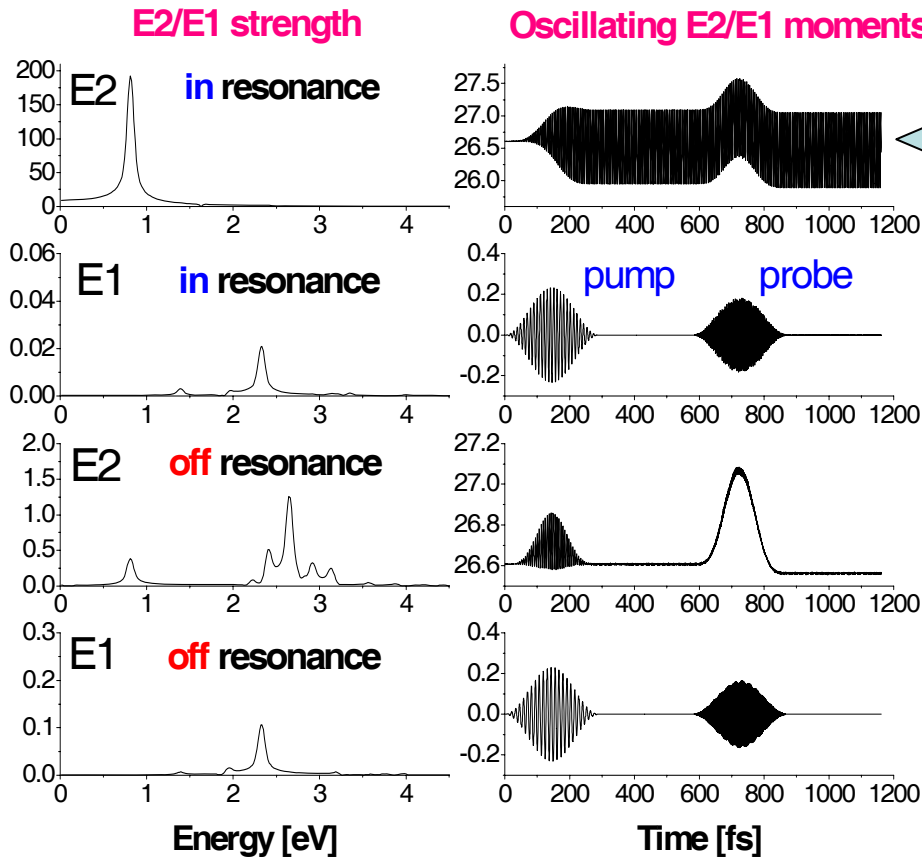 E2/E1 strength
Oscillating E2/E1 moments
E2 in resonance
200
150
100
50
0
0 1 2 3 4
27.5
27.0
26.5
26.0
0 200 400 600 800 1000 1200
E1 in resonance
0.06
0.04
0.02
0.00
0 1 2 3 4
pump probe
0.4
0.2
0.0
-0.2
0 200 400 600 800 1000 1200
E2 off resonance
2.0
1.5
1.0
0.5
0.0
0 1 2 3 4
27.2
27.0
26.8
26.6
0 200 400 600 800 1000 1200
E1 off resonance
0.3
0.2
0.1
0.0
0 1 2 3 4
0.4
0.2
0.0
-0.2
0 200 400 600 800 1000 1200
Energy [eV]
Time [fs]